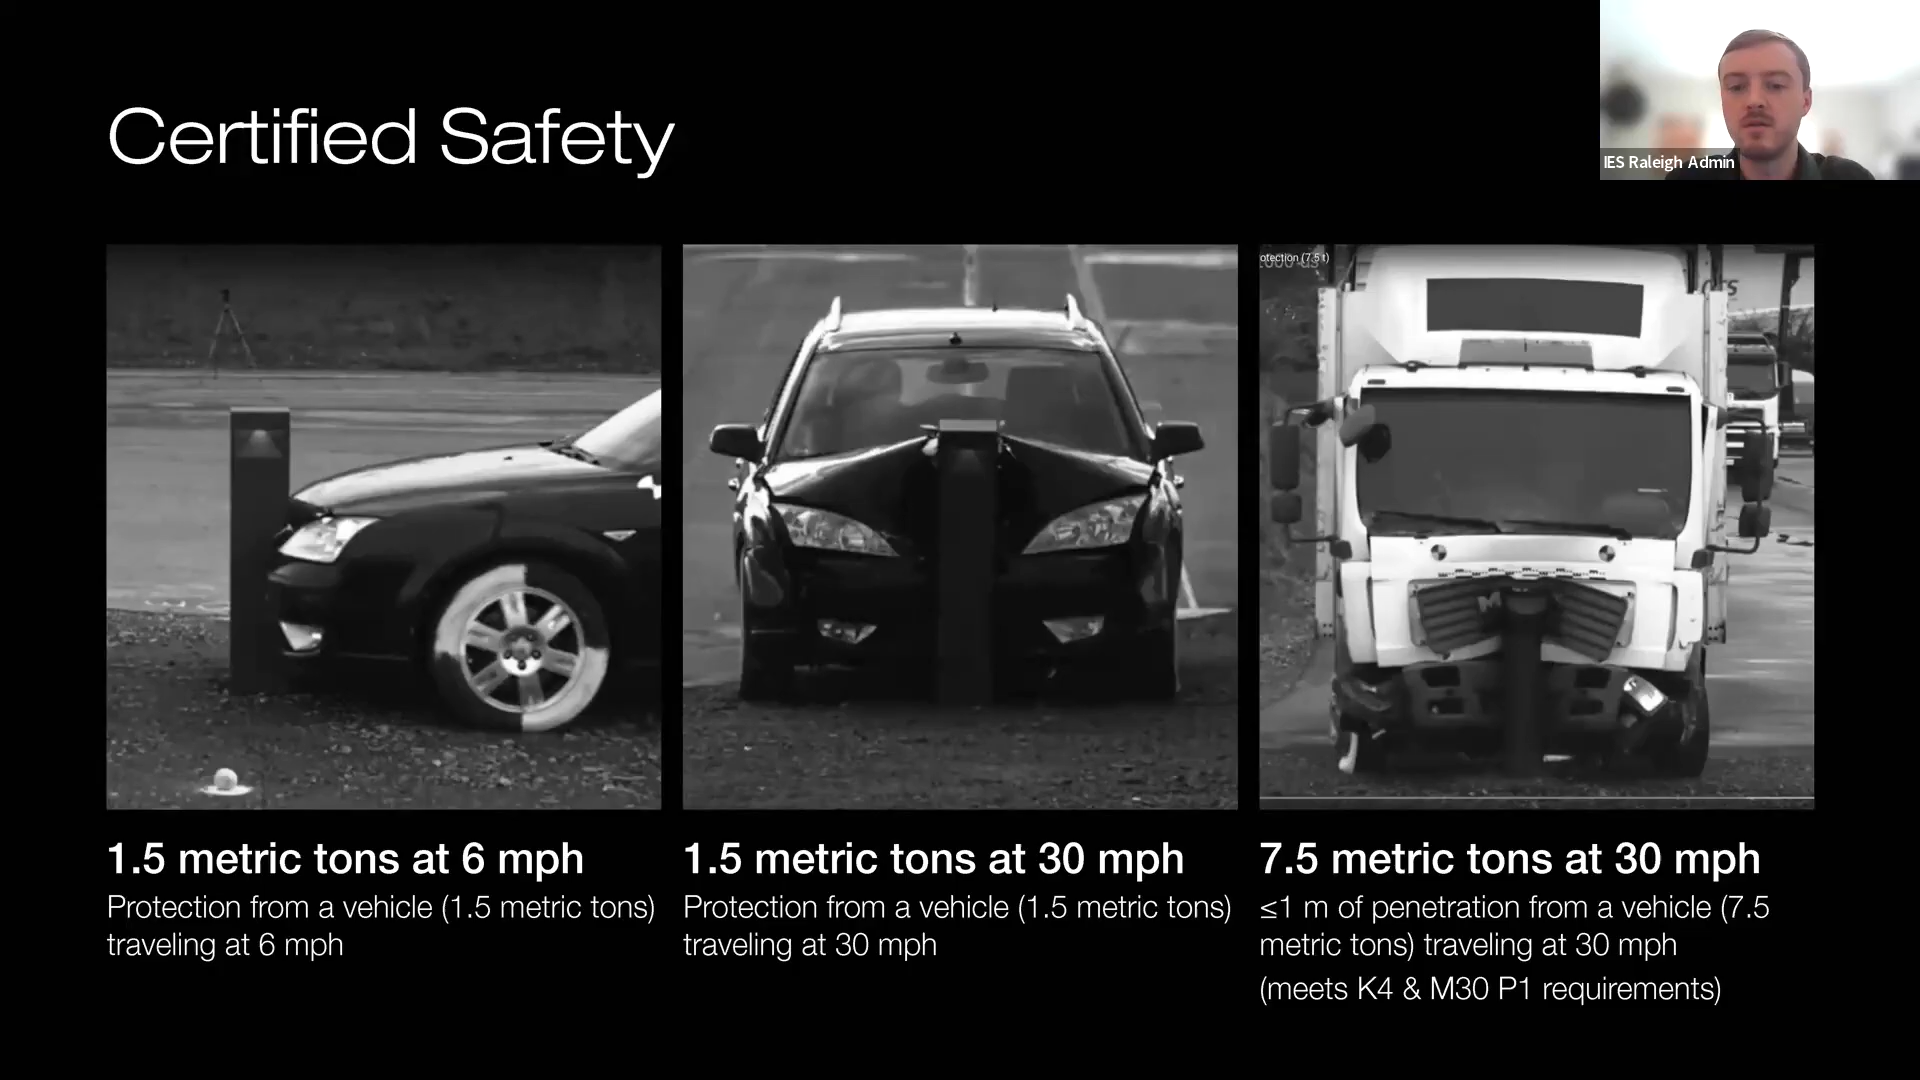 Certified Safety
IES Raleigh Admin
otection (7.5 t)
1.5 metric tons at 6 mph
Protection from a vehicle (1.5 metric tons)
traveling at 6 mph
1.5 metric tons at 30 mph
Protection from a vehicle (1.5 metric tons)
traveling at 30 mph
7.5 metric tons at 30 mph
≤1 m of penetration from a vehicle (7.5
metric tons) traveling at 30 mph
(meets K4 & M30 P1 requirements)